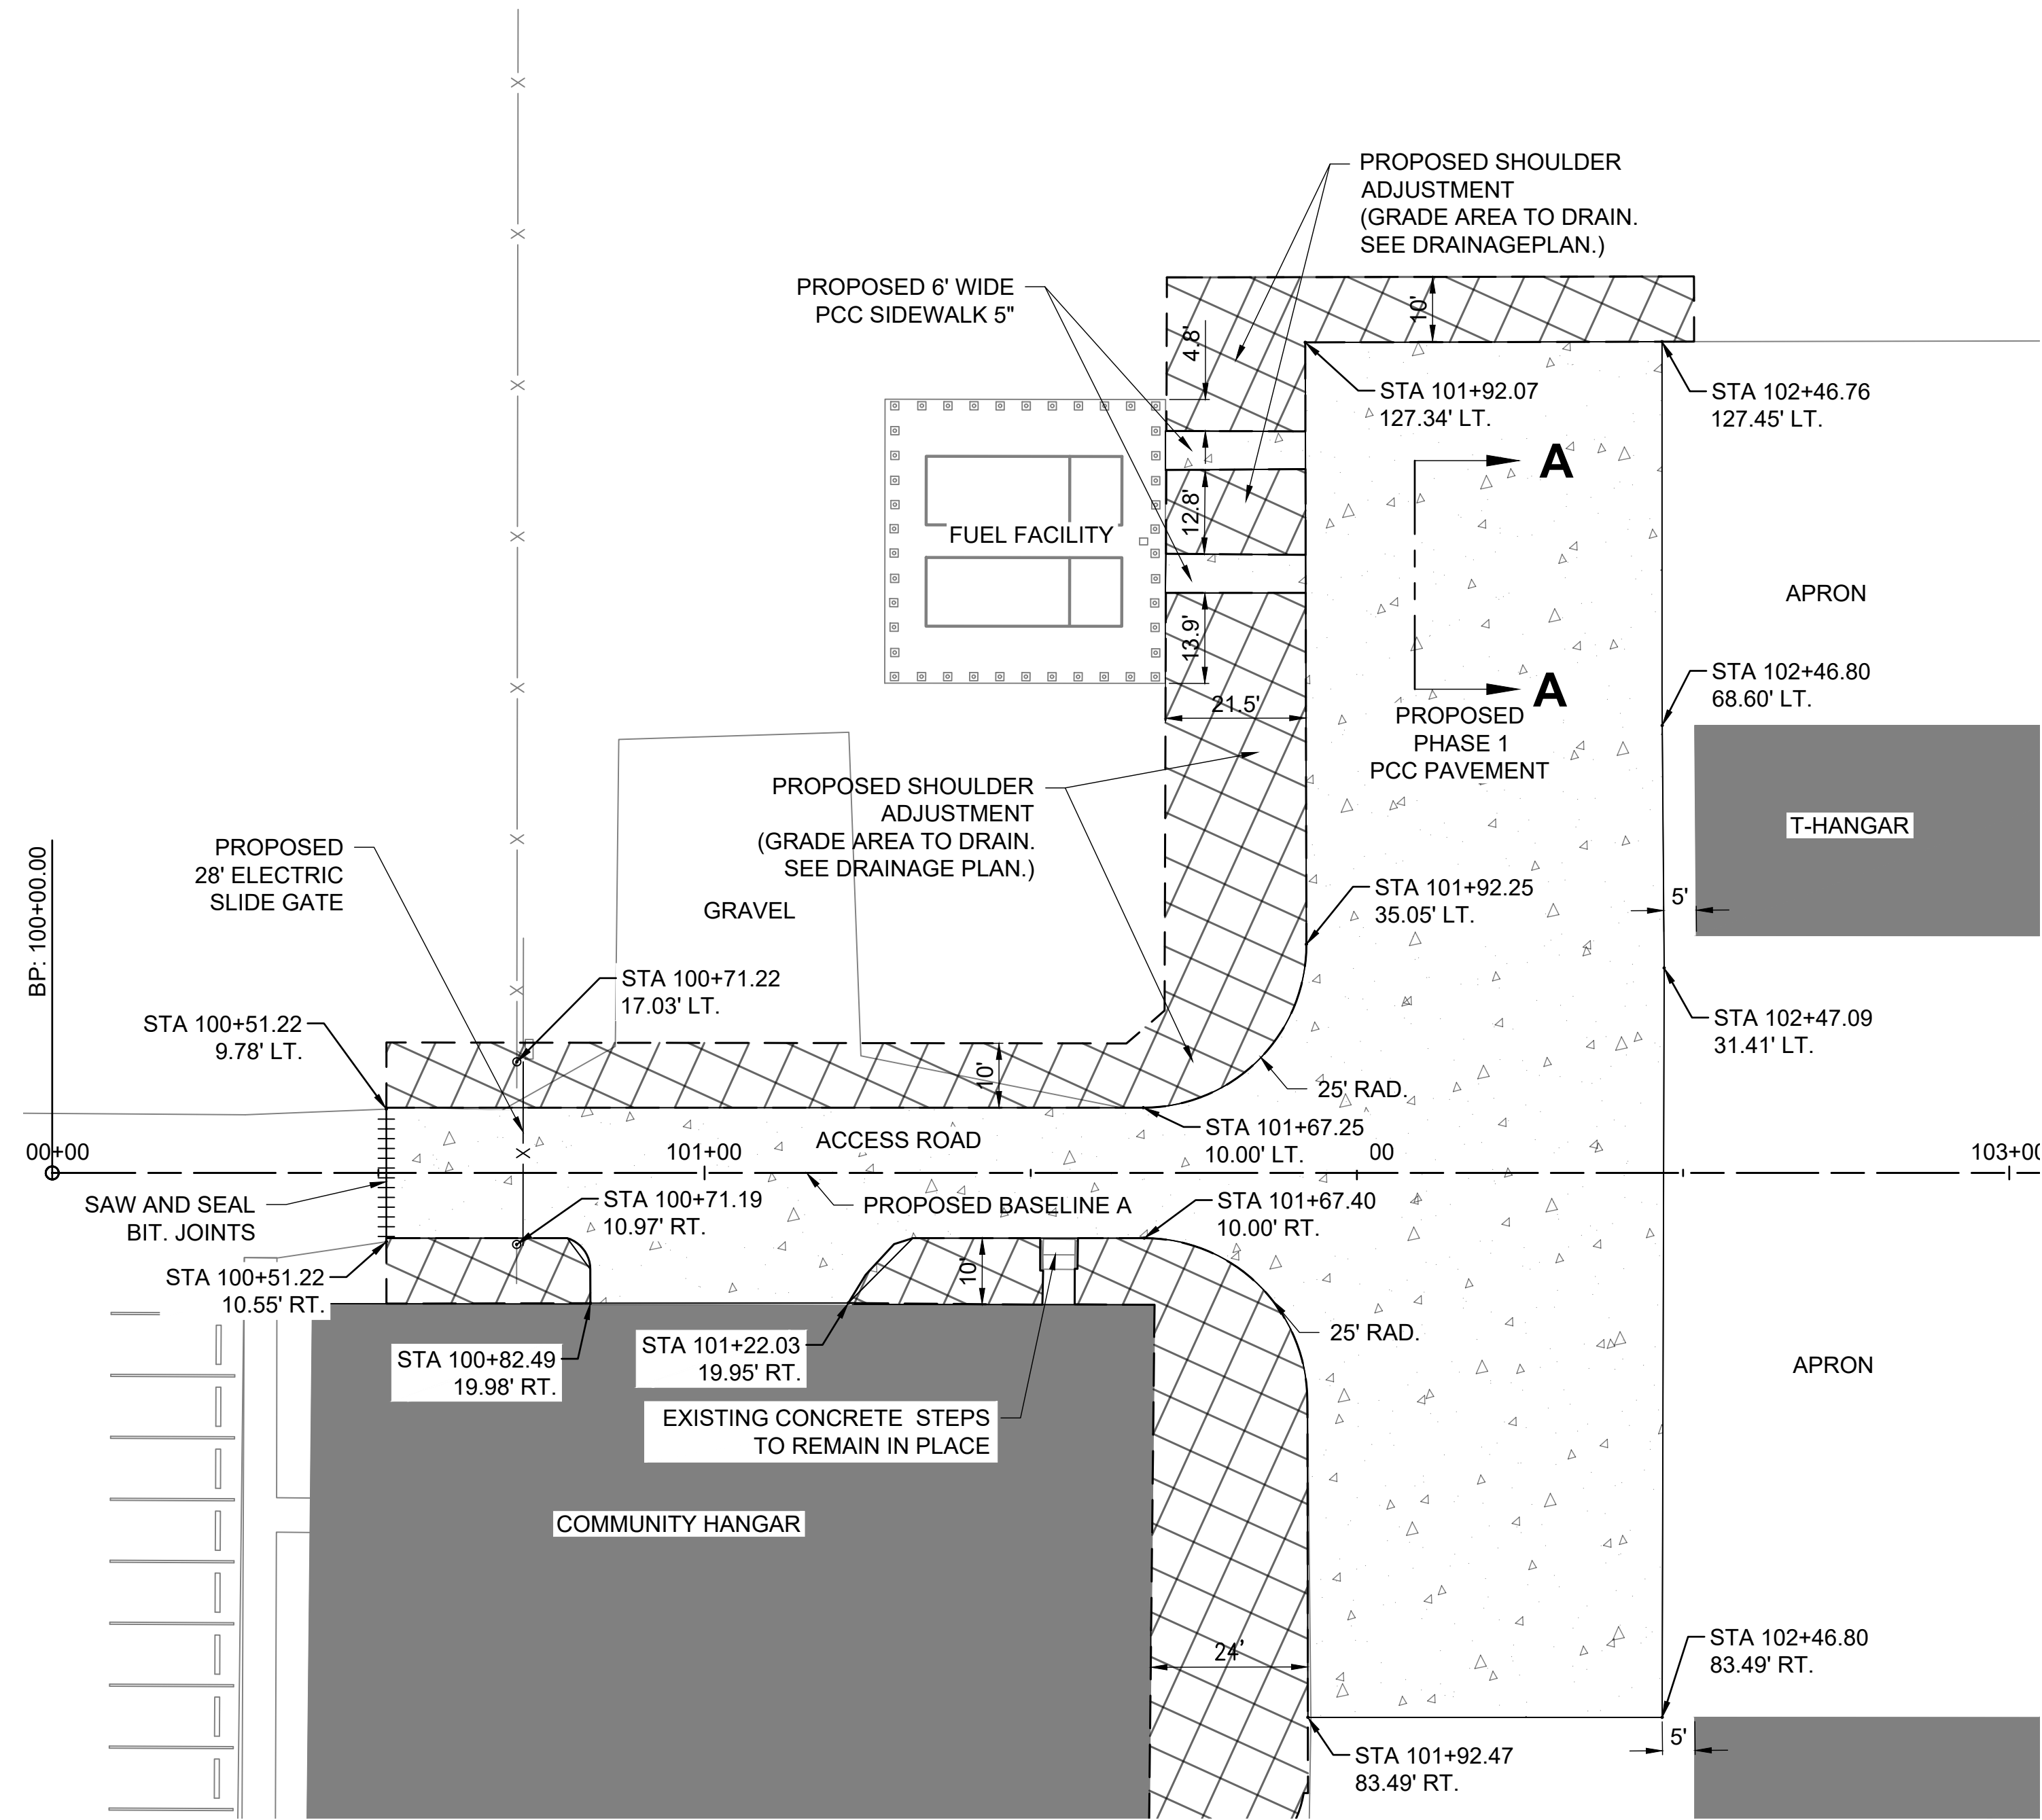 PROPOSED SHOULDER
ADJUSTMENT
(GRADE AREA TO DRAIN.
SEE DRAINAGEPLAN.)
PROPOSED 6' WIDE
PCC SIDEWALK 5"
10'
4.8'
STA 101+92.07
127.34' LT.
STA 102+46.76
127.45' LT.
A
12.8'
FUEL FACILITY
APRON
13.9'
STA 102+46.80
68.60' LT.
A
21.5'
PROPOSED
PHASE 1
PCC PAVEMENT
PROPOSED SHOULDER
ADJUSTMENT
(GRADE AREA TO DRAIN.
SEE DRAINAGE PLAN.)
T-HANGAR
PROPOSED
28' ELECTRIC
SLIDE GATE
BP: 100+00.00
GRAVEL
STA 101+92.25
35.05' LT.
5'
STA 100+71.22
17.03' LT.
STA 100+51.22
9.78' LT.
STA 102+47.09
31.41' LT.
10'
25' RAD.
STA 101+67.25
10.00' LT.
ACCESS ROAD
00+00
101+00
00
103+00
SAW AND SEAL
BIT. JOINTS
STA 100+71.19
10.97' RT.
PROPOSED BASELINE A
STA 101+67.40
10.00' RT.
STA 100+51.22
10.55' RT.
10'
25' RAD.
STA 100+82.49
19.98' RT.
STA 101+22.03
19.95' RT.
APRON
EXISTING CONCRETE STEPS
TO REMAIN IN PLACE
COMMUNITY HANGAR
24'
STA 102+46.80
83.49' RT.
5'
STA 101+92.47
83.49' RT.